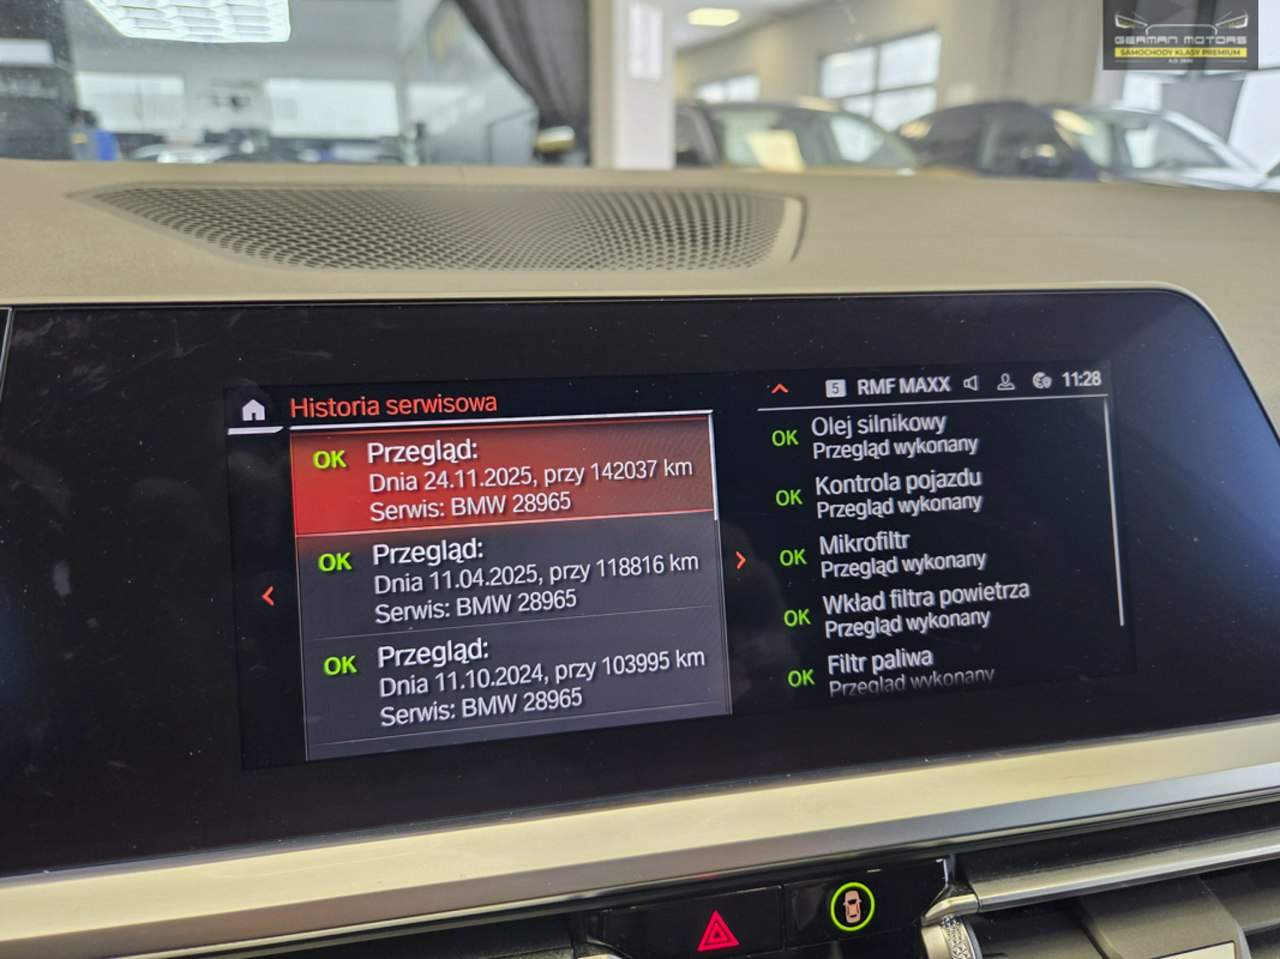 GERMAN MOTORS
SAMOCHODY KLASY PREMIUM
Historia serwisowa
OK Przegląd:
Dnia 24.11.2025, przy 142037 km
Serwis: BMW 28965
OK Przegląd:
Dnia 11.04.2025, przy 118816 km
Serwis: BMW 28965
OK Przegląd:
Dnia 11.10.2024, przy 103995 km
Serwis: BMW 28965
5 RMF MAXX 11:28
OK Olej silnikowy
Przegląd wykonany
OK Kontrola pojazdu
Przegląd wykonany
OK Mikrofiltr
Przegląd wykonany
OK Wkład filtra powietrza
Przegląd wykonany
OK Filtr paliwa
Przegląd wykonany